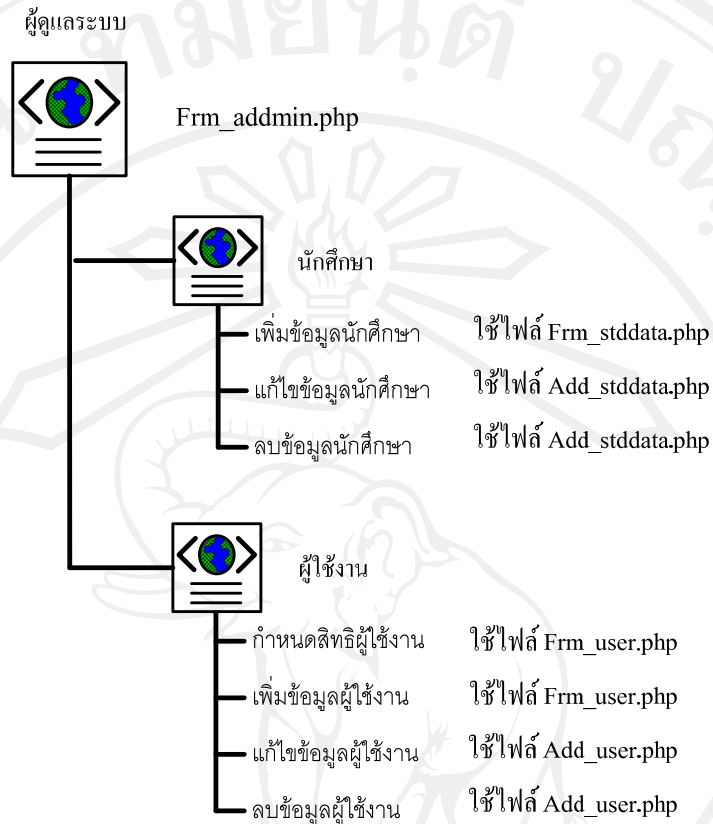 ผู้ดูแลระบบ
Frm_addmin.php
นักศึกษา
เพิ่มข้อมูลนักศึกษา ใช้ไฟล์ Frm_stddata.php
แก้ไขข้อมูลนักศึกษา ใช้ไฟล์ Add_stddata.php
ลบข้อมูลนักศึกษา ใช้ไฟล์ Add_stddata.php
ผู้ใช้งาน
กำหนดสิทธิผู้ใช้งาน ใช้ไฟล์ Frm_user.php
เพิ่มข้อมูลผู้ใช้งาน ใช้ไฟล์ Frm_user.php
แก้ไขข้อมูลผู้ใช้งาน ใช้ไฟล์ Add_user.php
ลบข้อมูลผู้ใช้งาน ใช้ไฟล์ Add_user.php